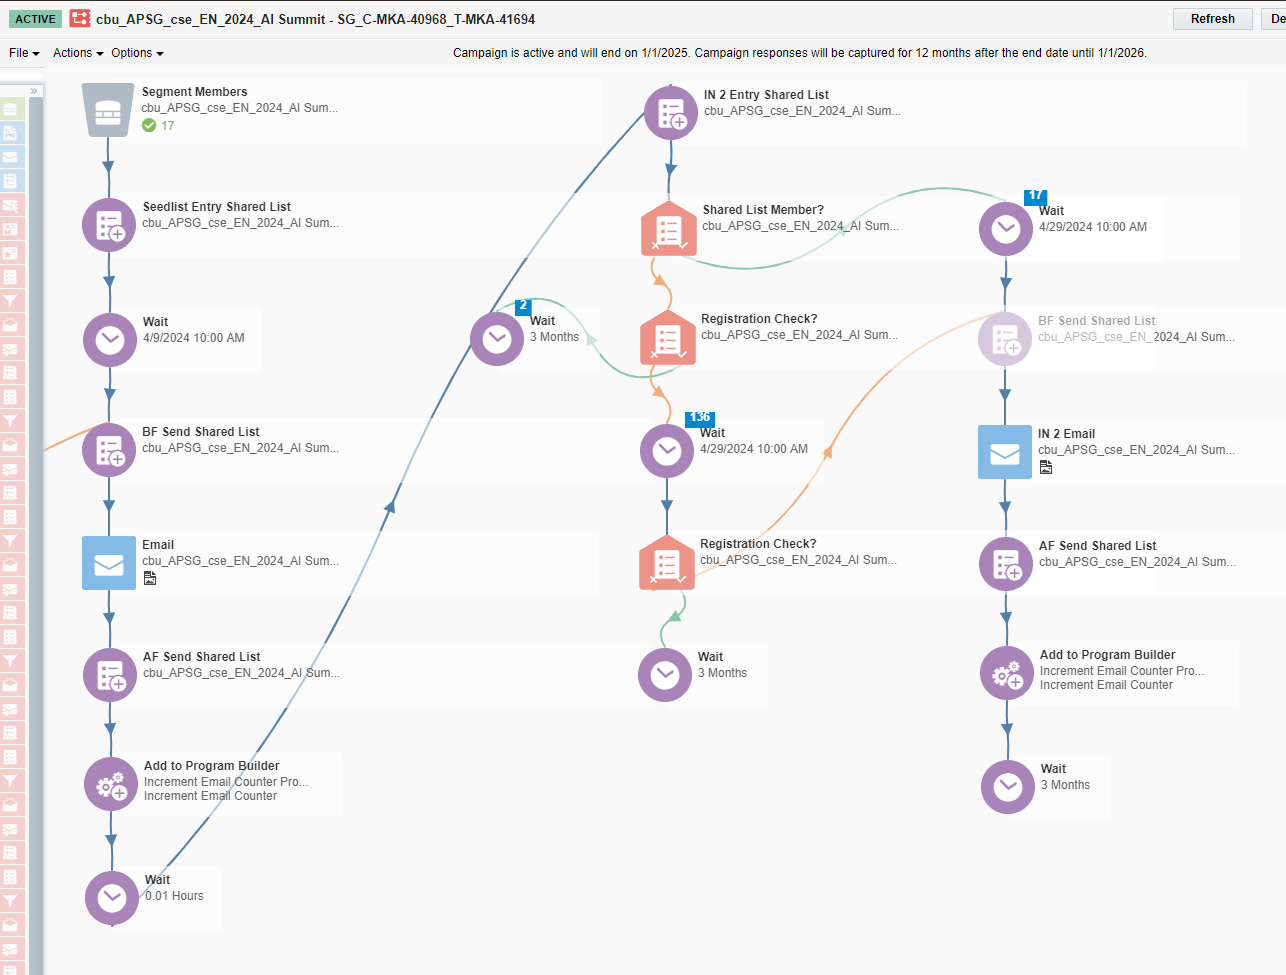 ACTIVE cbu_APSG_cse_EN_2024_AI Summit - SG_C-MKA-40968_T-MKA-41694
Refresh
De
File Actions Options
Campaign is active and will end on 1/1/2025. Campaign responses will be captured for 12 months after the end date until 1/1/2026.
»
Segment Members
cbu_APSG_cse_EN_2024_AI Sum...
17
Seedlist Entry Shared List
cbu_APSG_cse_EN_2024_AI Sum...
Wait
4/9/2024 10:00 AM
BF Send Shared List
cbu_APSG_cse_EN_2024_AI Sum...
Email
cbu_APSG_cse_EN_2024_AI Sum...
AF Send Shared List
cbu_APSG_cse_EN_2024_AI Sum...
Add to Program Builder
Increment Email Counter Pro...
Increment Email Counter
Wait
0.01 Hours
IN 2 Entry Shared List
cbu_APSG_cse_EN_2024_AI Sum...
Shared List Member?
cbu_APSG_cse_EN_2024_AI Sum...
2
Wait
3 Months
Registration Check?
cbu_APSG_cse_EN_2024_AI Sum...
136
Wait
4/29/2024 10:00 AM
Registration Check?
cbu_APSG_cse_EN_2024_AI Sum...
Wait
3 Months
17
Wait
4/29/2024 10:00 AM
BF Send Shared List
cbu_APSG_cse_EN_2024_AI Sum...
IN 2 Email
cbu_APSG_cse_EN_2024_AI Sum...
AF Send Shared List
cbu_APSG_cse_EN_2024_AI Sum...
Add to Program Builder
Increment Email Counter Pro...
Increment Email Counter
Wait
3 Months